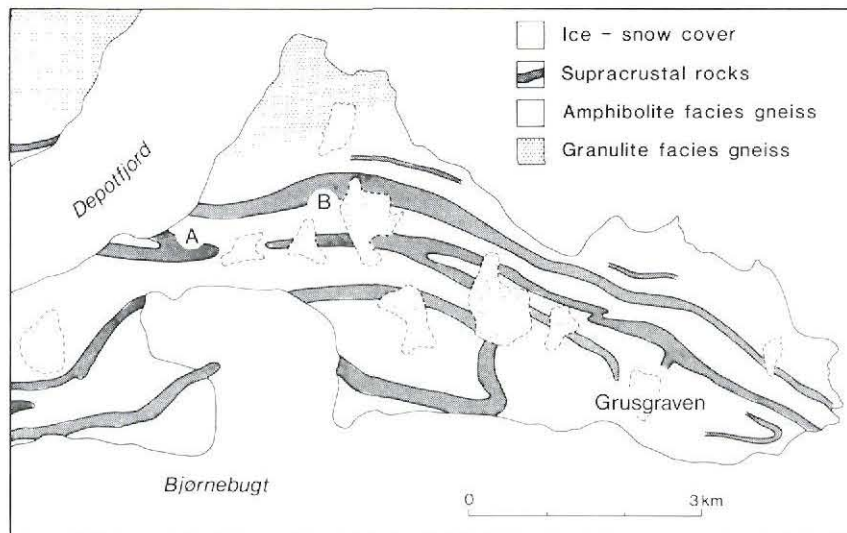 Ice – snow cover
Supracrustal rocks
Amphibolite facies gneiss
Granulite facies gneiss
Depotfjord
B
A
Grusgraven
Bjørnebugt
0 3 km